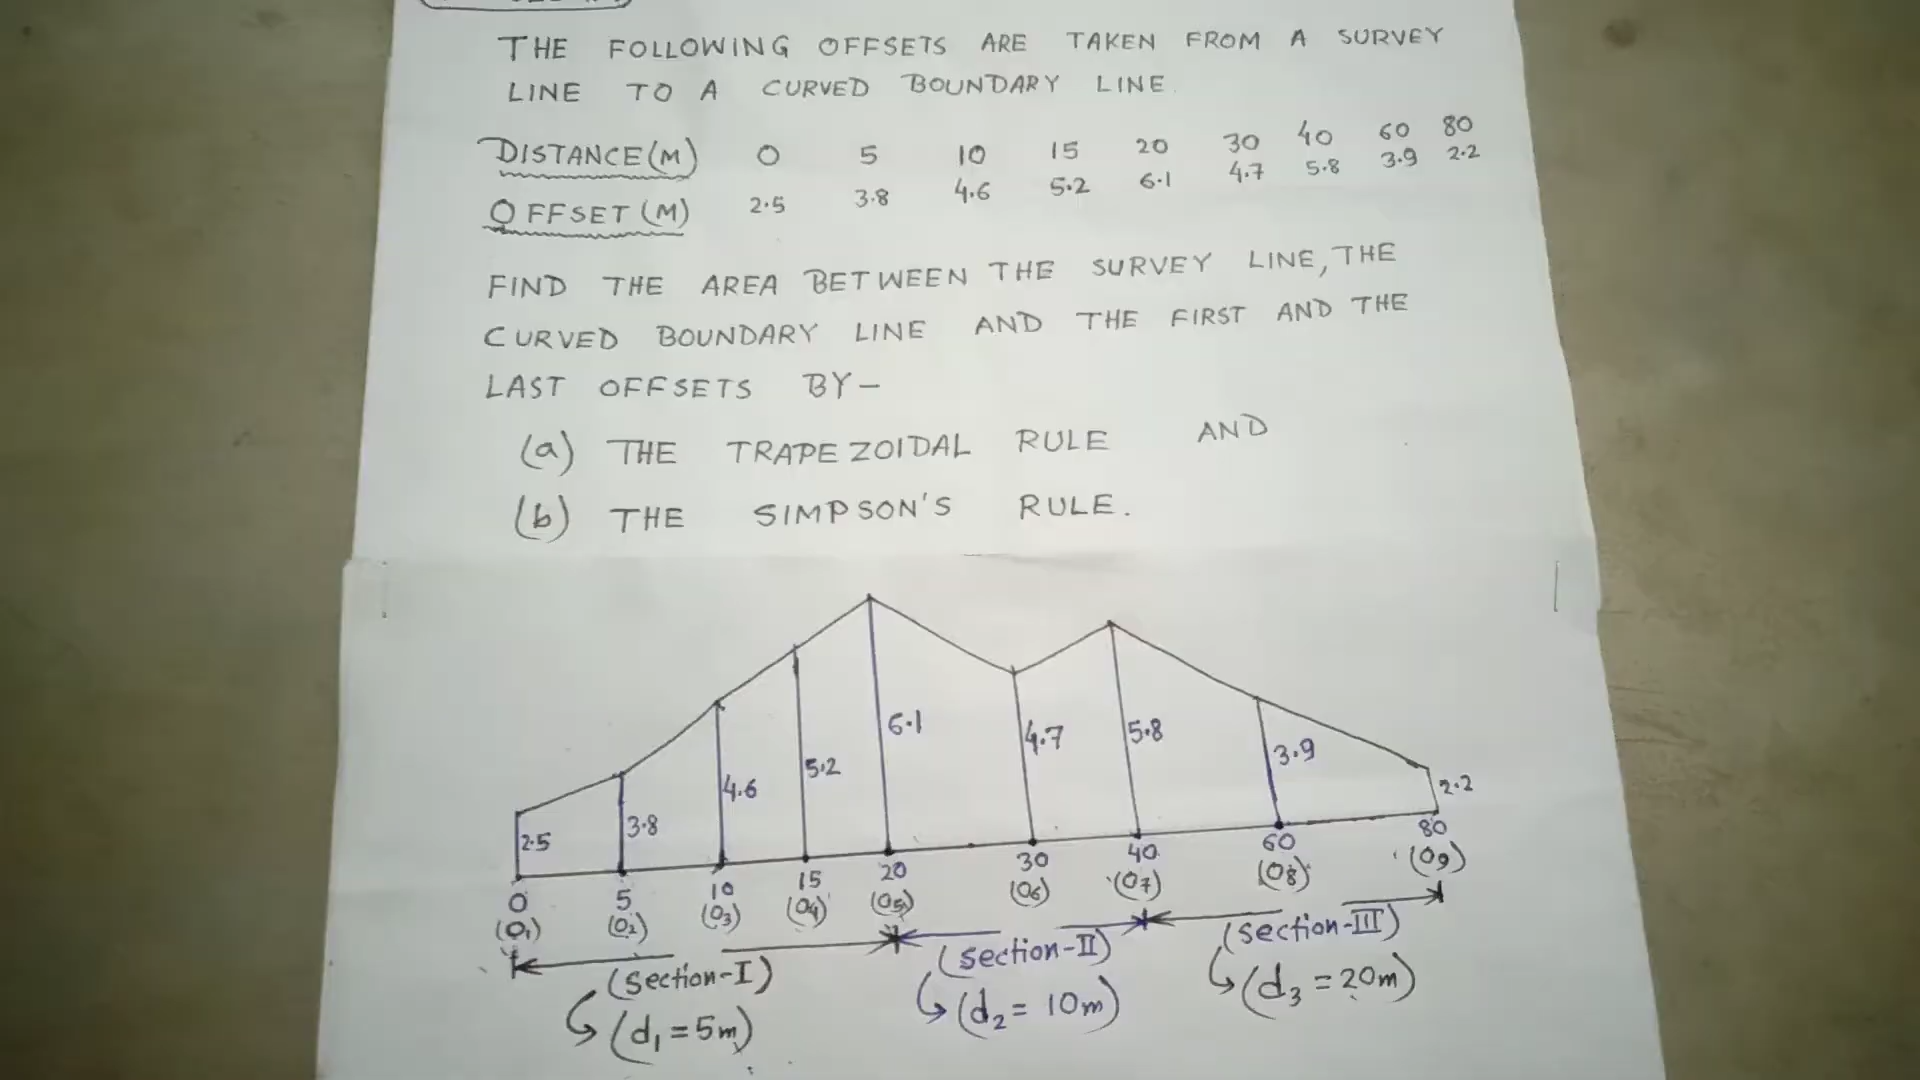 THE FOLLOWING OFFSETS ARE TAKEN FROM A SURVEY
LINE TO A CURVED BOUNDARY LINE.
DISTANCE(M) 0 5 10 15 20 30 40 60 80
OFFSET(M) 2.5 3.8 4.6 5.2 6.1 4.7 5.8 3.9 2.2
FIND THE AREA BETWEEN THE SURVEY LINE, THE
CURVED BOUNDARY LINE AND THE FIRST AND THE
LAST OFFSETS BY-
(a) THE TRAPEZOIDAL RULE AND
(b) THE SIMPSON'S RULE.
2.5 3.8 4.6 5.2 6.1 4.7 5.8 3.9 2.2
0 5 10 15 20 30 40 60 80
(O1) (O2) (O3) (O4) (O5) (O6) (O7) (O8) (O9)
(Section-I) (Section-II) (Section-III)
(d1=5m) (d2=10m) (d3=20m)